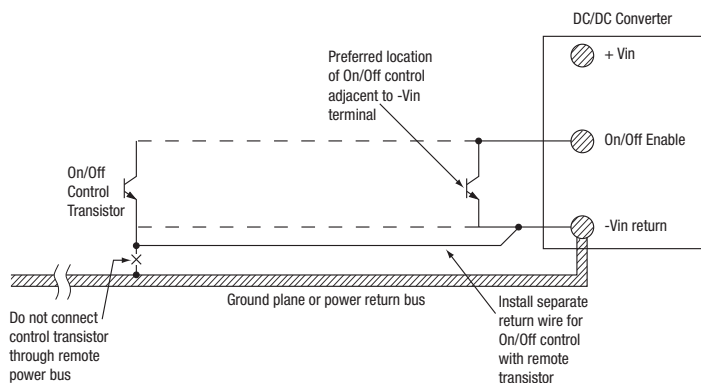 DC/DC Converter
+ Vin
Preferred location
of On/Off control
adjacent to -Vin
terminal
On/Off Enable
On/Off
Control
Transistor
-Vin return
Ground plane or power return bus
Do not connect
control transistor
through remote
power bus
Install separate
return wire for
On/Off control
with remote
transistor